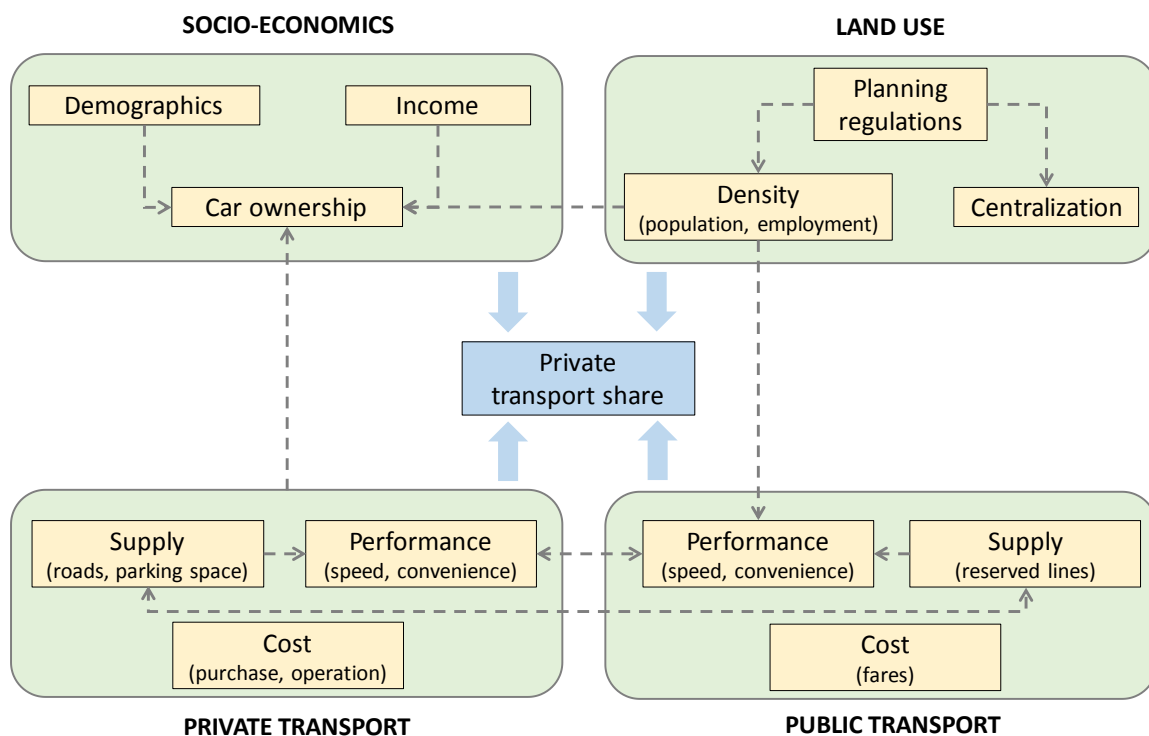 SOCIO-ECONOMICS
LAND USE
Demographics
Income
Planning
regulations
Car ownership
Density
(population, employment)
Centralization
Private
transport share
Supply
(roads, parking space)
Performance
(speed, convenience)
Performance
(speed, convenience)
Supply
(reserved lines)
Cost
(purchase, operation)
Cost
(fares)
PRIVATE TRANSPORT
PUBLIC TRANSPORT